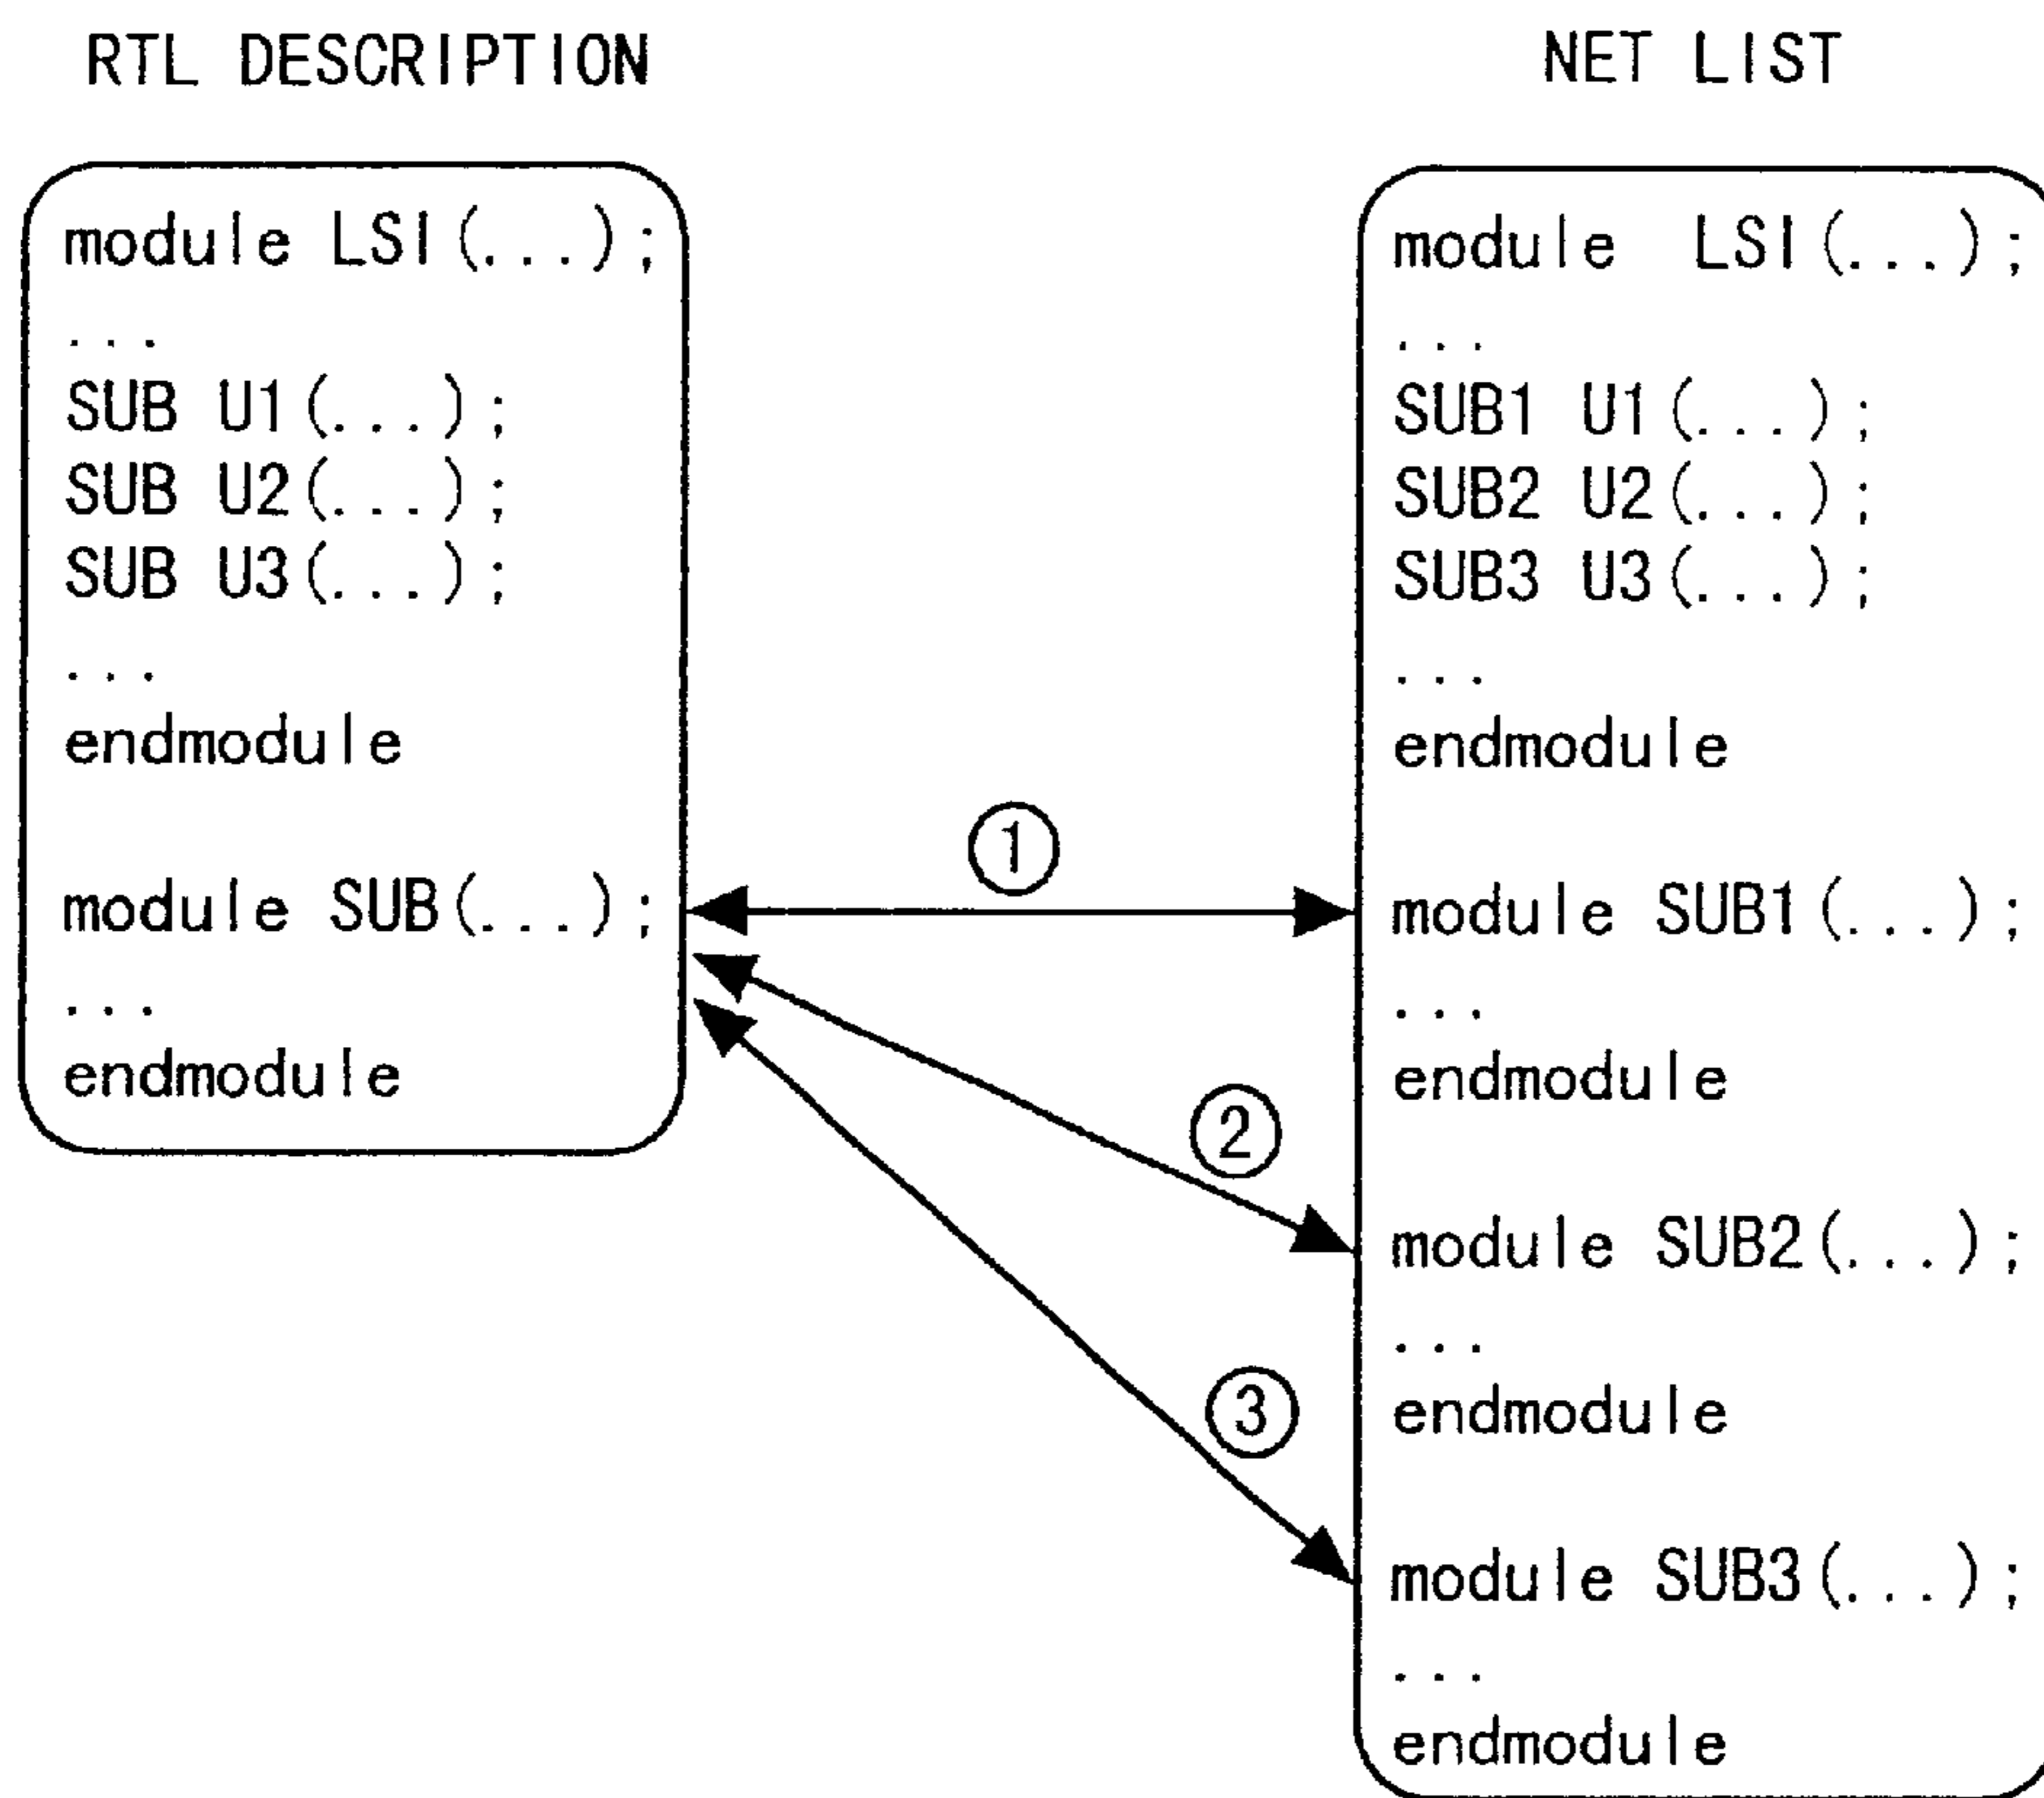 RTL DESCRIPTION
module LSI(...);
...
SUB U1(...);
SUB U2(...);
SUB U3(...);
...
endmodule
module SUB(...);
...
endmodule
①
②
③
NET LIST
module LSI(...);
...
SUB1 U1(...);
SUB2 U2(...);
SUB3 U3(...);
...
endmodule
module SUB1(...);
...
endmodule
module SUB2(...);
...
endmodule
module SUB3(...);
...
endmodule